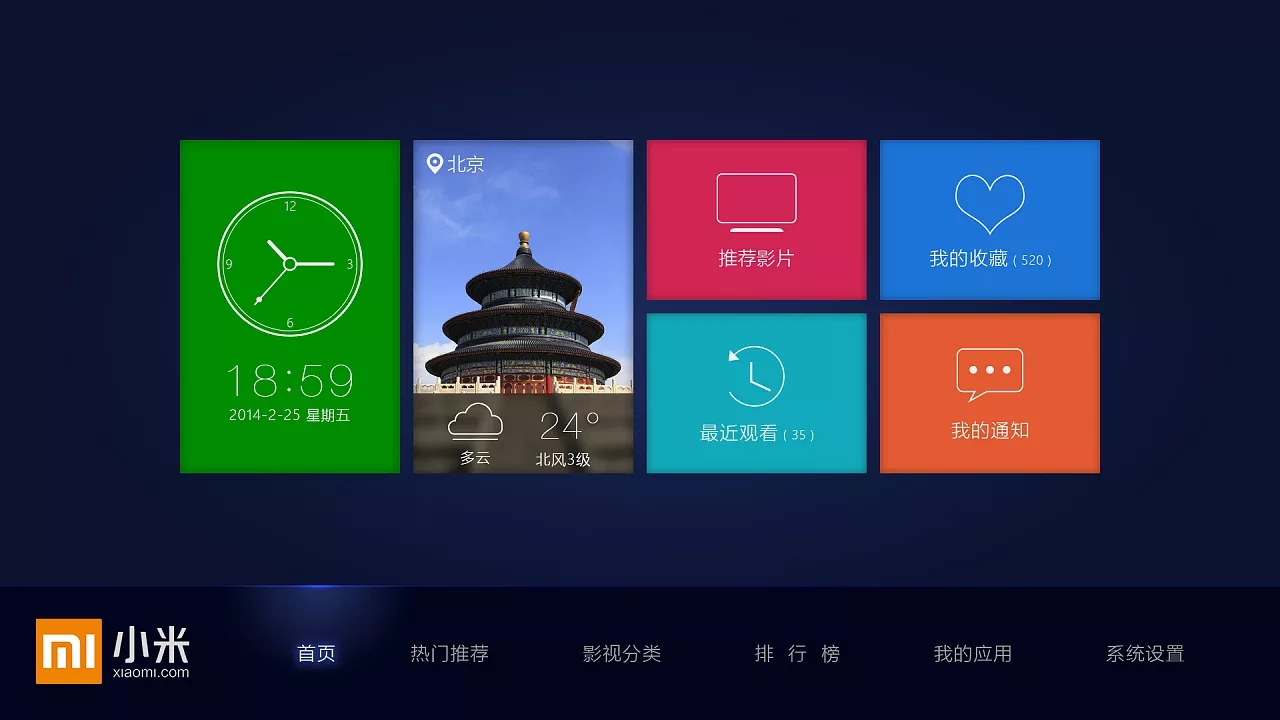 12
9
3
6
18:59
2014-2-25 星期五
北京
24°
多云
北风3级
推荐影片
我的收藏 ( 520 )
最近观看 ( 35 )
我的通知
小米
xiaomi.com
首页
热门推荐
影视分类
排 行 榜
我的应用
系统设置